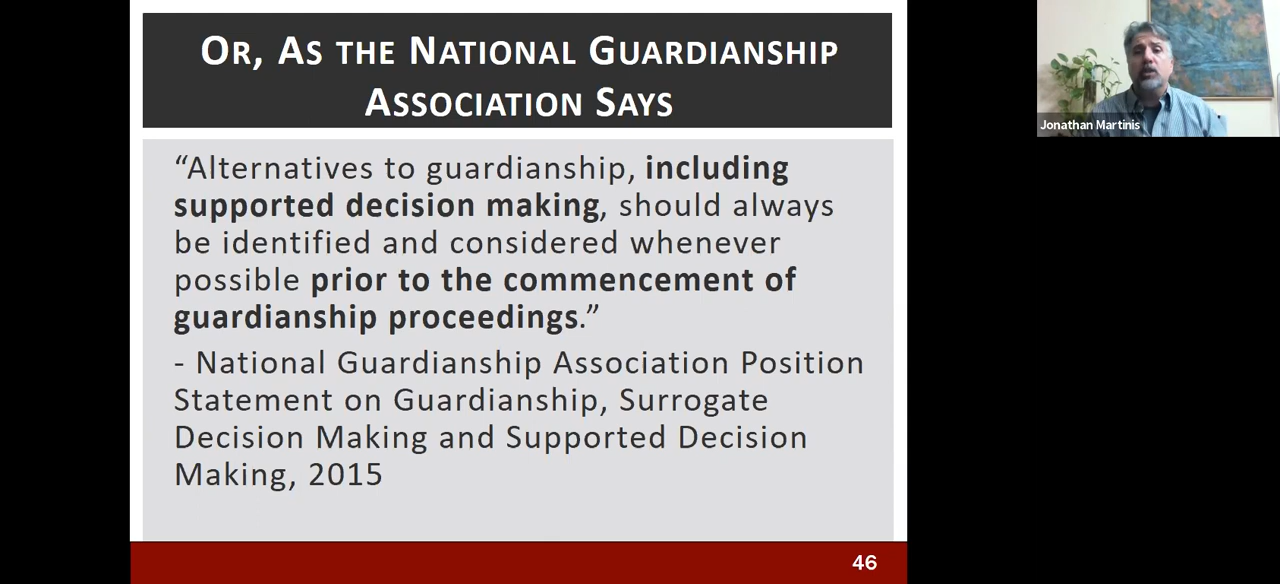 Or, As the National Guardianship
Association Says
“Alternatives to guardianship, including
supported decision making, should always
be identified and considered whenever
possible prior to the commencement of
guardianship proceedings.”
- National Guardianship Association Position
Statement on Guardianship, Surrogate
Decision Making and Supported Decision
Making, 2015
46
Jonathan Martinis